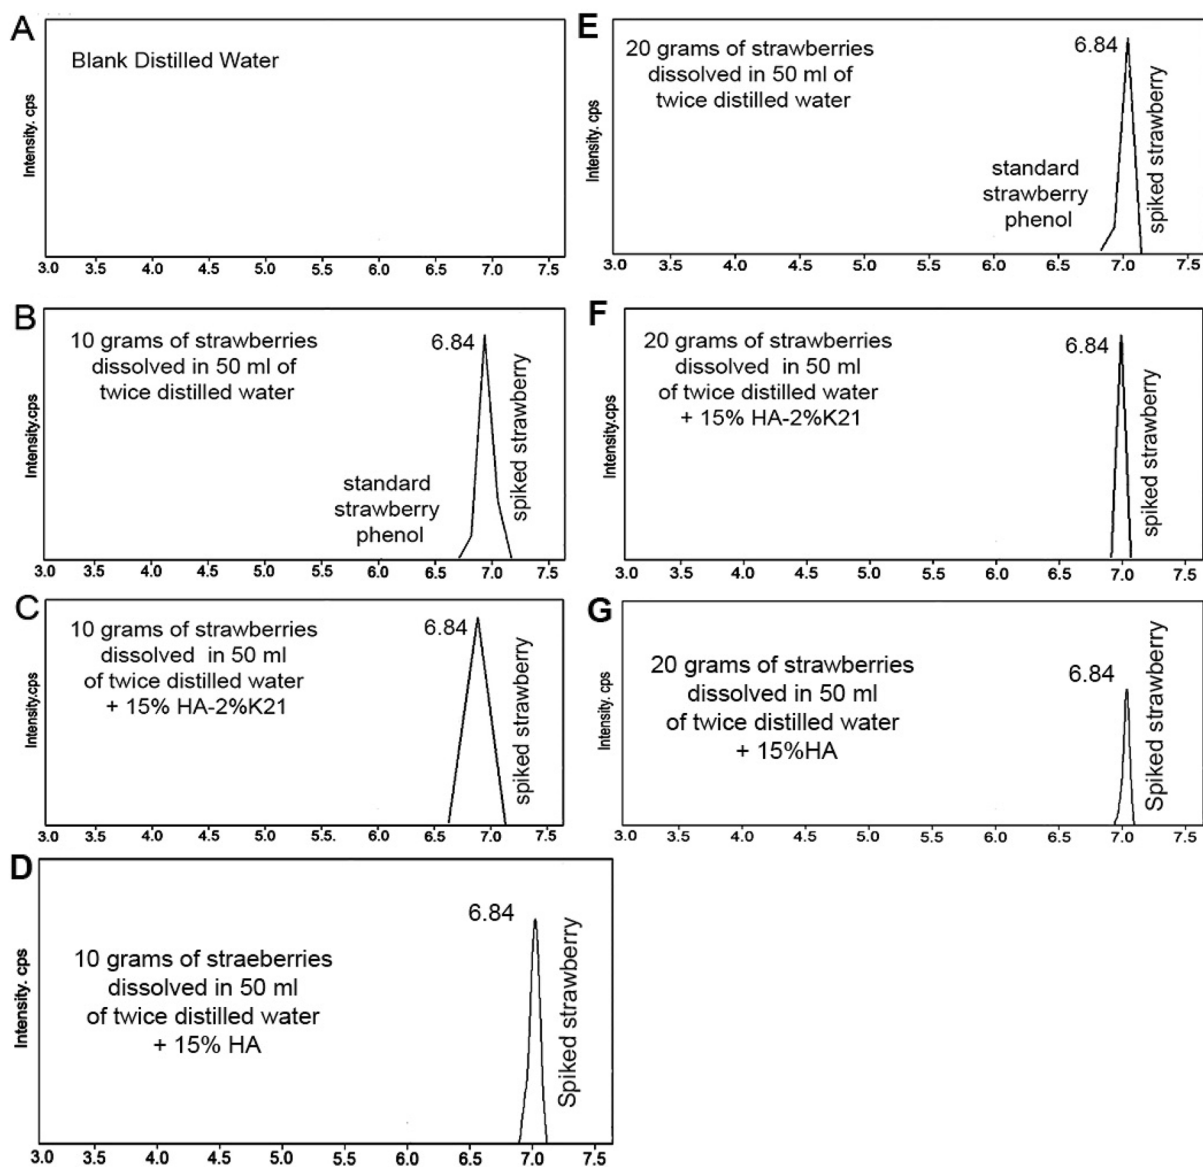 A
Blank Distilled Water
Intensity. cps
3.0 3.5 4.0 4.5 5.0 5.5 6.0 6.5 7.0 7.5
B
10 grams of strawberries
dissolved in 50 ml of
twice distilled water
6.84
spiked strawberry
standard
strawberry
phenol
Intensity.cps
3.0 3.5 4.0 4.5 5.0 5.5. 6.0 6.5 7.0 7.5
C
10 grams of strawberries
dissolved in 50 ml
of twice distilled water
+ 15% HA-2%K21
6.84
spiked strawberry
Intensity.cps
3.0 3.5 4.0 4.5 5.0 5.5. 6.0 6.5 7.0 7.5
D
10 grams of straeberries
dissolved in 50 ml
of twice distilled water
+ 15% HA
6.84
Spiked strawberry
Intensity. cps
3.0 3.5 4.0 4.5 5.0 5.5 6.0 6.5 7.0 7.5
E
20 grams of strawberries
dissolved in 50 ml of
twice distilled water
6.84
spiked strawberry
standard
strawberry
phenol
Intensity. cps
3.0 3.5 4.0 4.5 5.0 5.5 6.0 6.5 7.0 7.5
F
20 grams of strawberries
dissolved in 50 ml
of twice distilled water
+ 15% HA-2%K21
6.84
spiked strawberry
Intensity.cps
3.0 3.5 4.0 4.5 5.0 5.5 6.0 6.5 7.0 7.5
G
20 grams of strawberries
dissolved in 50 ml
of twice distilled water
+ 15%HA
6.84
Spiked strawberry
Intensity. cps
3.0 3.5 4.0 4.5 5.0 5.5 6.0 6.5 7.0 7.5